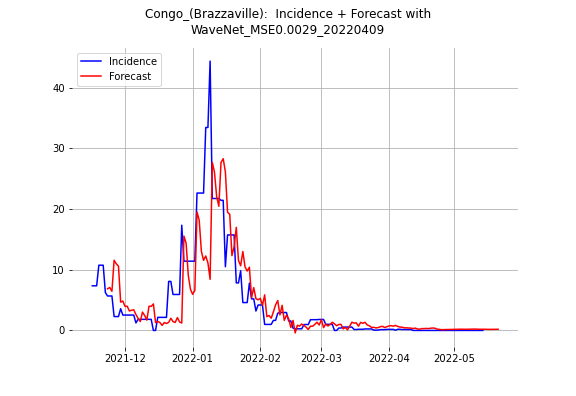 Congo_(Brazzaville):  Incidence + Forecast with
WaveNet_MSE0.0029_20220409
Incidence
Forecast
40
30
20
10
0
2021-12
2022-01
2022-02
2022-03
2022-04
2022-05